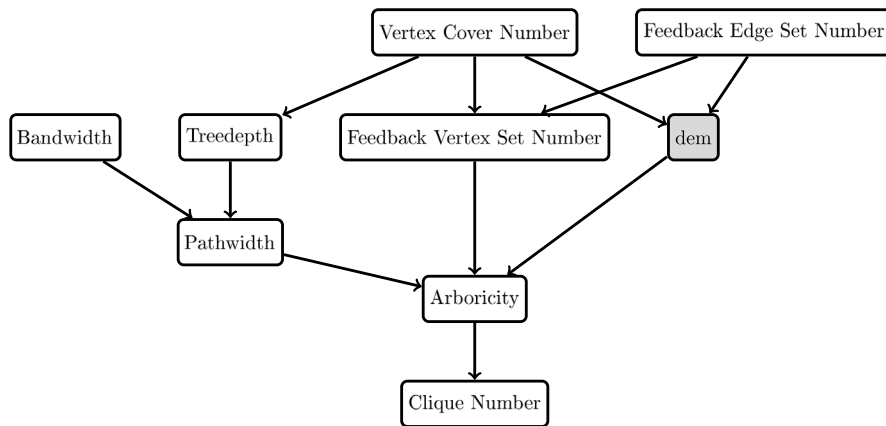 Vertex Cover Number
Feedback Edge Set Number
Bandwidth
Treedepth
Feedback Vertex Set Number
dem
Pathwidth
Arboricity
Clique Number